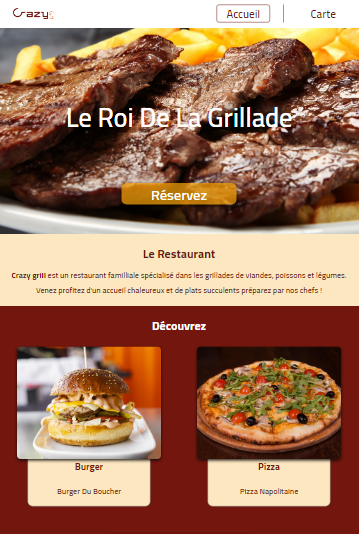 Crazy
Accueil
Carte
Le Roi De La Grillade
Réservez
Le Restaurant
Crazy grill est un restaurant familliale spécialisé dans les grillades de viandes, poissons et légumes.
Venez profitez d'un accueil chaleureux et de plats succulents préparez par nos chefs !
Découvrez
Burger
Pizza
Burger Du Boucher
Pizza Napolitaine